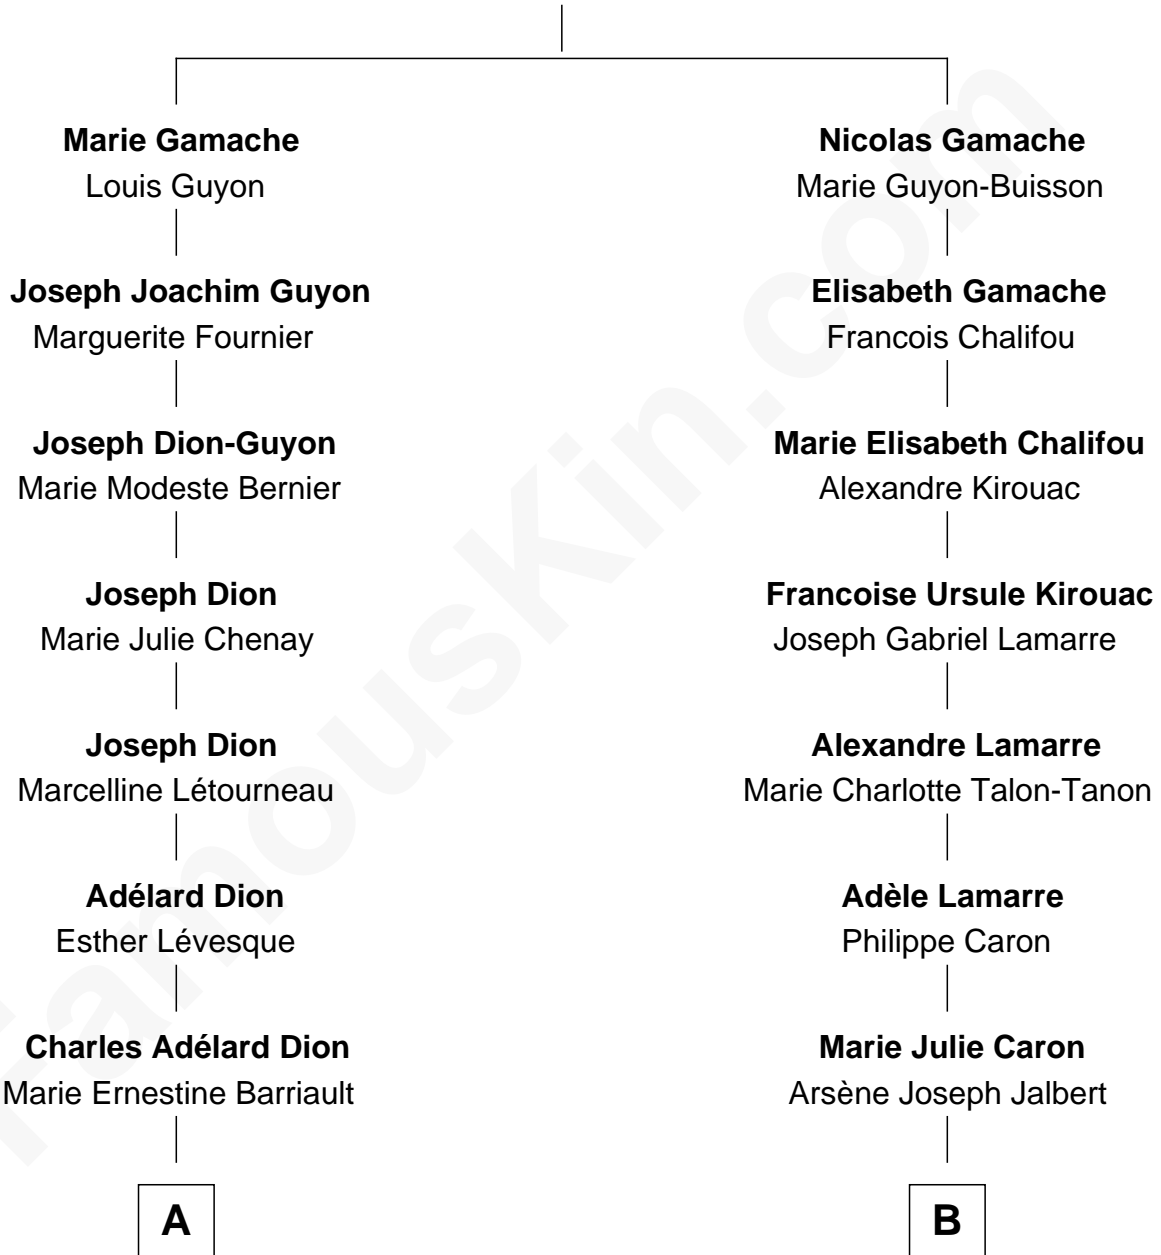 Marie Gamache
Louis Guyon
Joseph Joachim Guyon
Marguerite Fournier
Joseph Dion-Guyon
Marie Modeste Bernier
Joseph Dion
Marie Julie Chenay
Joseph Dion
Marcelline Létourneau
Adélard Dion
Esther Lévesque
Charles Adélard Dion
Marie Ernestine Barriault
A
Nicolas Gamache
Marie Guyon-Buisson
Elisabeth Gamache
Francois Chalifou
Marie Elisabeth Chalifou
Alexandre Kirouac
Francoise Ursule Kirouac
Joseph Gabriel Lamarre
Alexandre Lamarre
Marie Charlotte Talon-Tanon
Adèle Lamarre
Philippe Caron
Marie Julie Caron
Arsène Joseph Jalbert
B
FamousKin.com